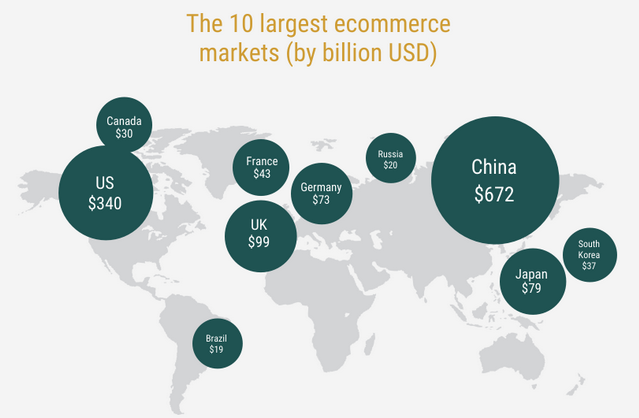 The 10 largest ecommerce
markets (by billion USD)
Canada
$30
US
$340
France
$43
Germany
$73
UK
$99
Russia
$20
China
$672
South
Korea
$37
Japan
$79
Brazil
$19